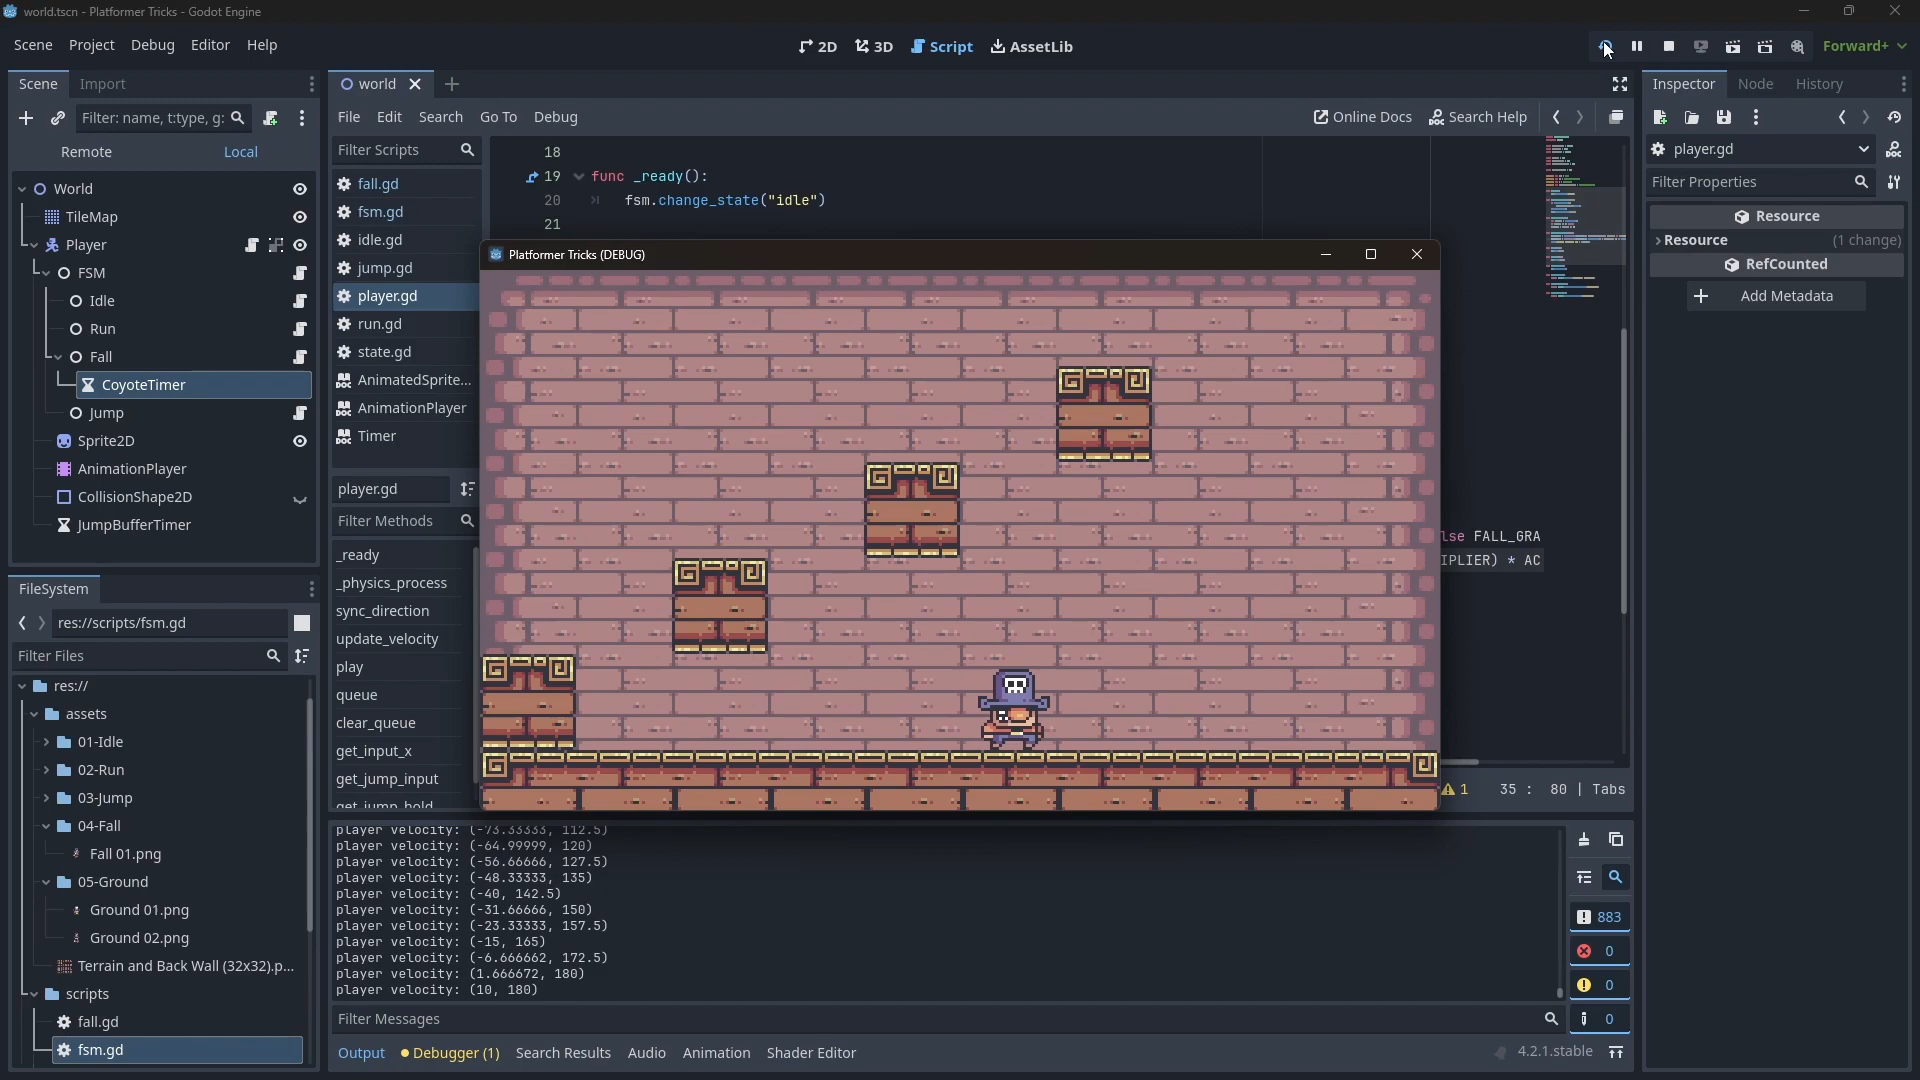 world.tscn - Platformer Tricks - Godot Engine
Scene Project Debug Editor Help
2D 3D Script AssetLib
Forward+
Scene Import
world
Inspector Node History
Filter: name, t:type, g:
File Edit Search Go To Debug
Online Docs Search Help
Remote Local
Filter Scripts
player.gd
Filter Properties
World
TileMap
Player
FSM
Idle
Run
Fall
CoyoteTimer
Jump
Sprite2D
AnimationPlayer
CollisionShape2D
JumpBufferTimer
fall.gd
fsm.gd
idle.gd
jump.gd
player.gd
run.gd
state.gd
AnimatedSprite...
AnimationPlayer
Timer
player.gd
Filter Methods
_ready
_physics_process
sync_direction
update_velocity
play
queue
clear_queue
get_input_x
get_jump_input
get_jump_hold
18
19 func _ready():
20 fsm.change_state("idle")
21
Platformer Tricks (DEBUG)
lse FALL_GRA
IPLIER) * AC
1 35 : 80 | Tabs
Resource
Resource (1 change)
RefCounted
Add Metadata
FileSystem
res://scripts/fsm.gd
Filter Files
res://
assets
01-Idle
02-Run
03-Jump
04-Fall
Fall 01.png
05-Ground
Ground 01.png
Ground 02.png
Terrain and Back Wall (32x32).p...
scripts
fall.gd
fsm.gd
player velocity: (-73.33333, 112.5)
player velocity: (-64.99999, 120)
player velocity: (-56.66666, 127.5)
player velocity: (-48.33333, 135)
player velocity: (-40, 142.5)
player velocity: (-31.66666, 150)
player velocity: (-23.33333, 157.5)
player velocity: (-15, 165)
player velocity: (-6.666662, 172.5)
player velocity: (1.666672, 180)
player velocity: (10, 180)
883
0
0
0
Filter Messages
Output Debugger (1) Search Results Audio Animation Shader Editor
4.2.1.stable